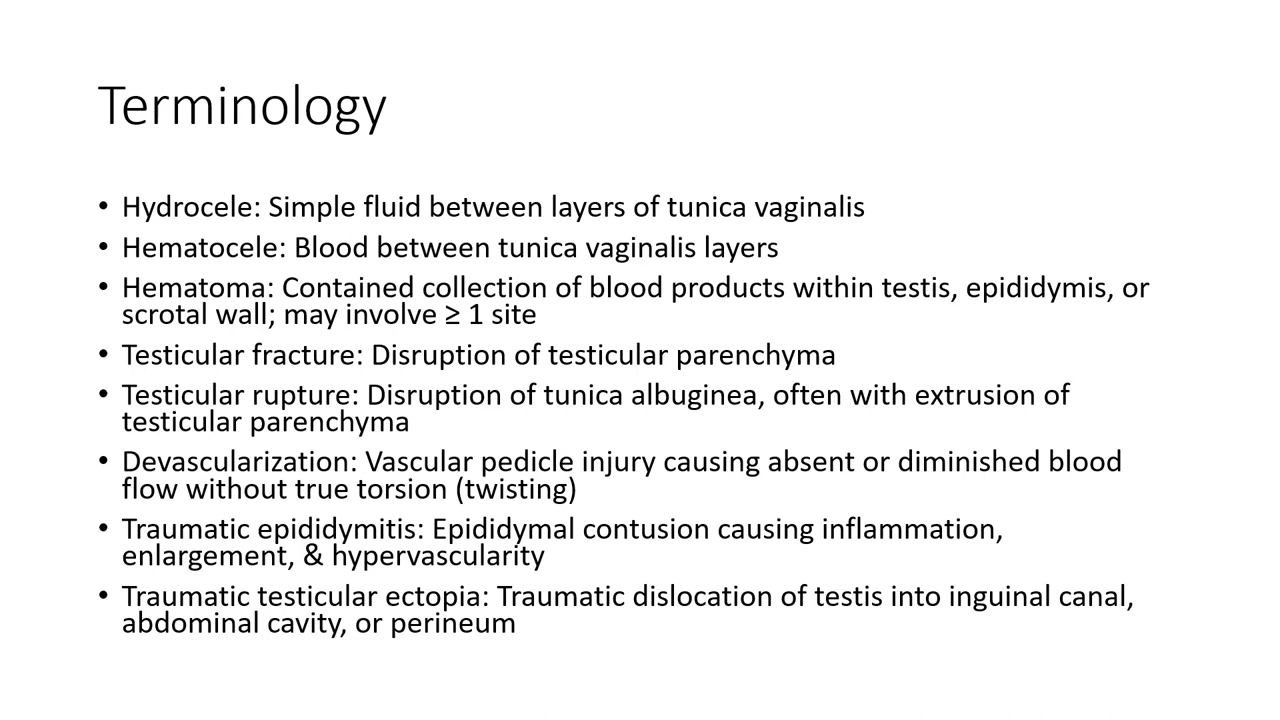 Terminology
• Hydrocele: Simple fluid between layers of tunica vaginalis
• Hematocele: Blood between tunica vaginalis layers
• Hematoma: Contained collection of blood products within testis, epididymis, or
scrotal wall; may involve ≥ 1 site
• Testicular fracture: Disruption of testicular parenchyma
• Testicular rupture: Disruption of tunica albuginea, often with extrusion of
testicular parenchyma
• Devascularization: Vascular pedicle injury causing absent or diminished blood
flow without true torsion (twisting)
• Traumatic epididymitis: Epididymal contusion causing inflammation,
enlargement, & hypervascularity
• Traumatic testicular ectopia: Traumatic dislocation of testis into inguinal canal,
abdominal cavity, or perineum